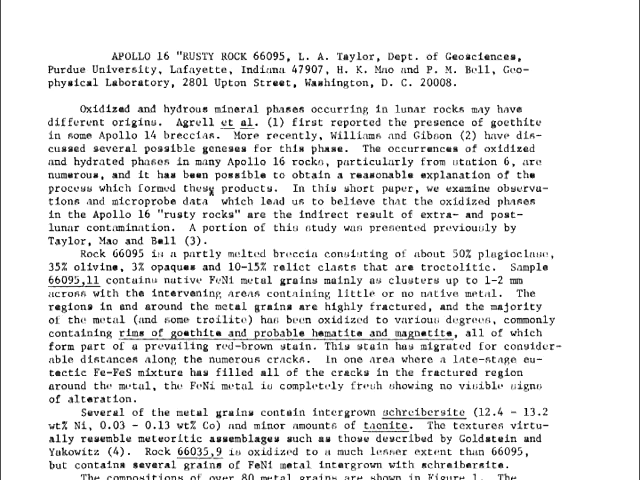 APOLLO 16 "RUSTY ROCK 66095, L. A. Taylor, Dept. of Geosciences,
Purdue University, Lafayette, Indiana 47907, H. K. Mao and P. M. Bell, Geo-
physical Laboratory, 2801 Upton Street, Washington, D. C. 20008.
Oxidized and hydrous mineral phases occurring in lunar rocks may have
different origins. Agrell et al. (1) first reported the presence of goethite
in some Apollo 14 breccias. More recently, Williams and Gibson (2) have dis-
cussed several possible geneses for this phase. The occurrences of oxidized
and hydrated phases in many Apollo 16 rocks, particularly from station 6, are
numerous, and it has been possible to obtain a reasonable explanation of the
process which formed these products. In this short paper, we examine observa-
tions and microprobe data which lead us to believe that the oxidized phases
in the Apollo 16 "rusty rocks" are the indirect result of extra- and post-
lunar contamination. A portion of this study was presented previously by
Taylor, Mao and Bell (3).
Rock 66095 is a partly melted breccia consisting of about 50% plagioclase,
35% olivine, 3% opaques and 10-15% relict clasts that are troctolitic. Sample
66095,11 contains native FeNi metal grains mainly as clusters up to 1-2 mm
across with the intervening areas containing little or no native metal. The
regions in and around the metal grains are highly fractured, and the majority
of the metal (and some troilite) has been oxidized to various degrees, commonly
containing rims of goethite and probable hematite and magnetite, all of which
form part of a prevailing red-brown stain. This stain has migrated for consider-
able distances along the numerous cracks. In one area where a late-stage eu-
tectic Fe-FeS mixture has filled all of the cracks in the fractured region
around the metal, the FeNi metal is completely fresh showing no visible signs
of alteration.
Several of the metal grains contain intergrown schreibersite (12.4 - 13.2
wt% Ni, 0.03 - 0.13 wt% Co) and minor amounts of taenite. The textures virtu-
ally resemble meteoritic assemblages such as those described by Goldstein and
Yakowitz (4). Rock 66035,9 is oxidized to a much lesser extent than 66095,
but contains several grains of FeNi metal intergrown with schreibersite.
The compositions of over 80 metal grains are shown in Figure 1. The